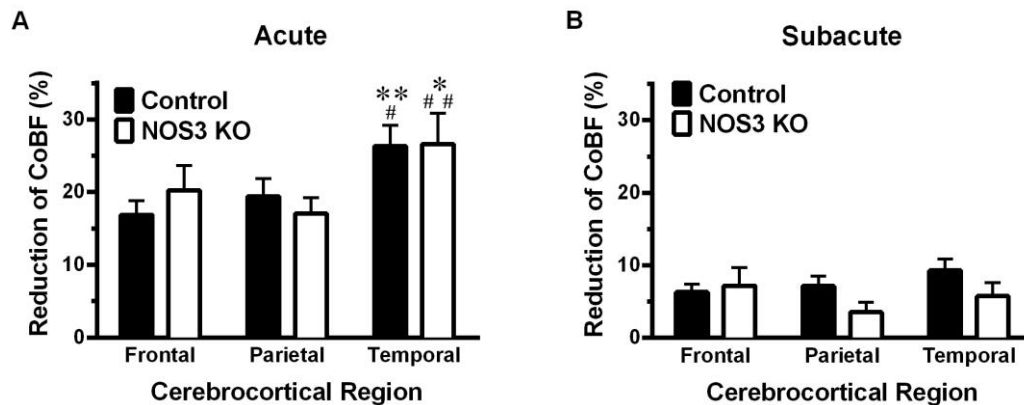 A
Acute
Reduction of CoBF (%)
30
20
10
0
Control
NOS3 KO
**
#
*
##
Frontal Parietal Temporal
Cerebrocortical Region
B
Subacute
Reduction of CoBF (%)
30
20
10
0
Control
NOS3 KO
Frontal Parietal Temporal
Cerebrocortical Region